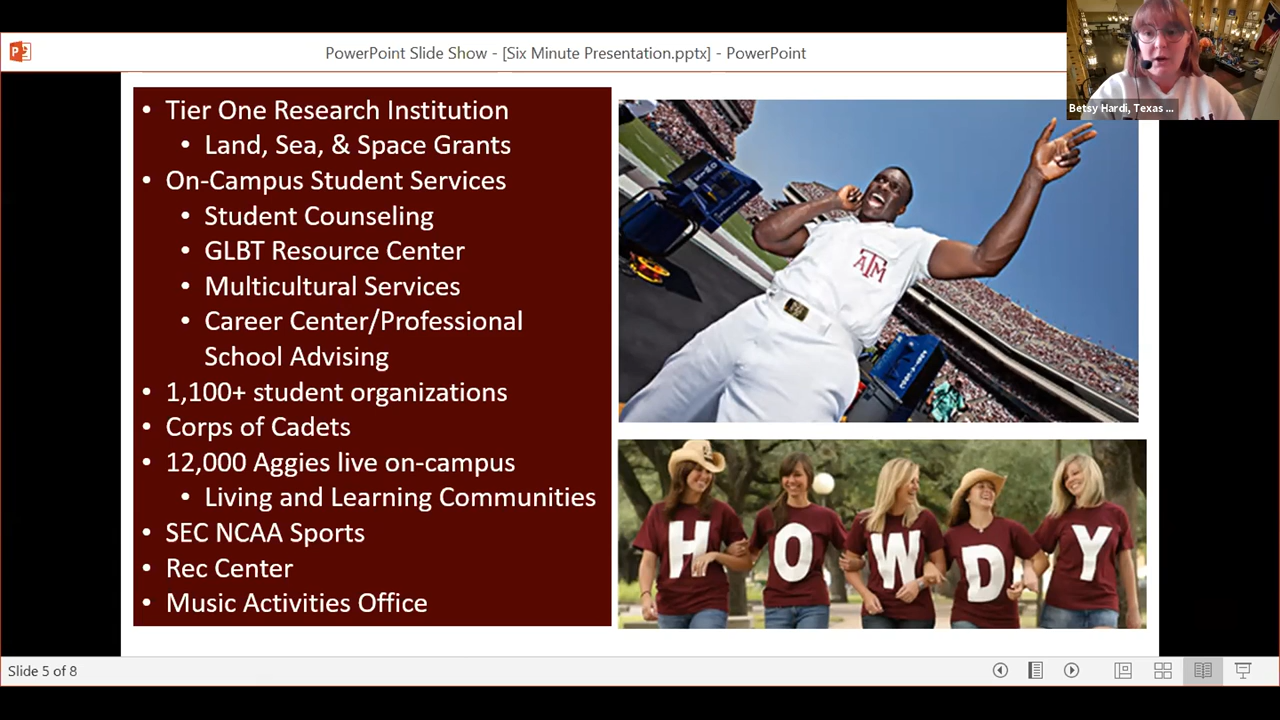 PowerPoint Slide Show - [Six Minute Presentation.pptx] - PowerPoint
Betsy Hardi, Texas ...
• Tier One Research Institution
• Land, Sea, & Space Grants
• On-Campus Student Services
• Student Counseling
• GLBT Resource Center
• Multicultural Services
• Career Center/Professional
School Advising
• 1,100+ student organizations
• Corps of Cadets
• 12,000 Aggies live on-campus
• Living and Learning Communities
• SEC NCAA Sports
• Rec Center
• Music Activities Office
ATM
H O W D Y
Slide 5 of 8